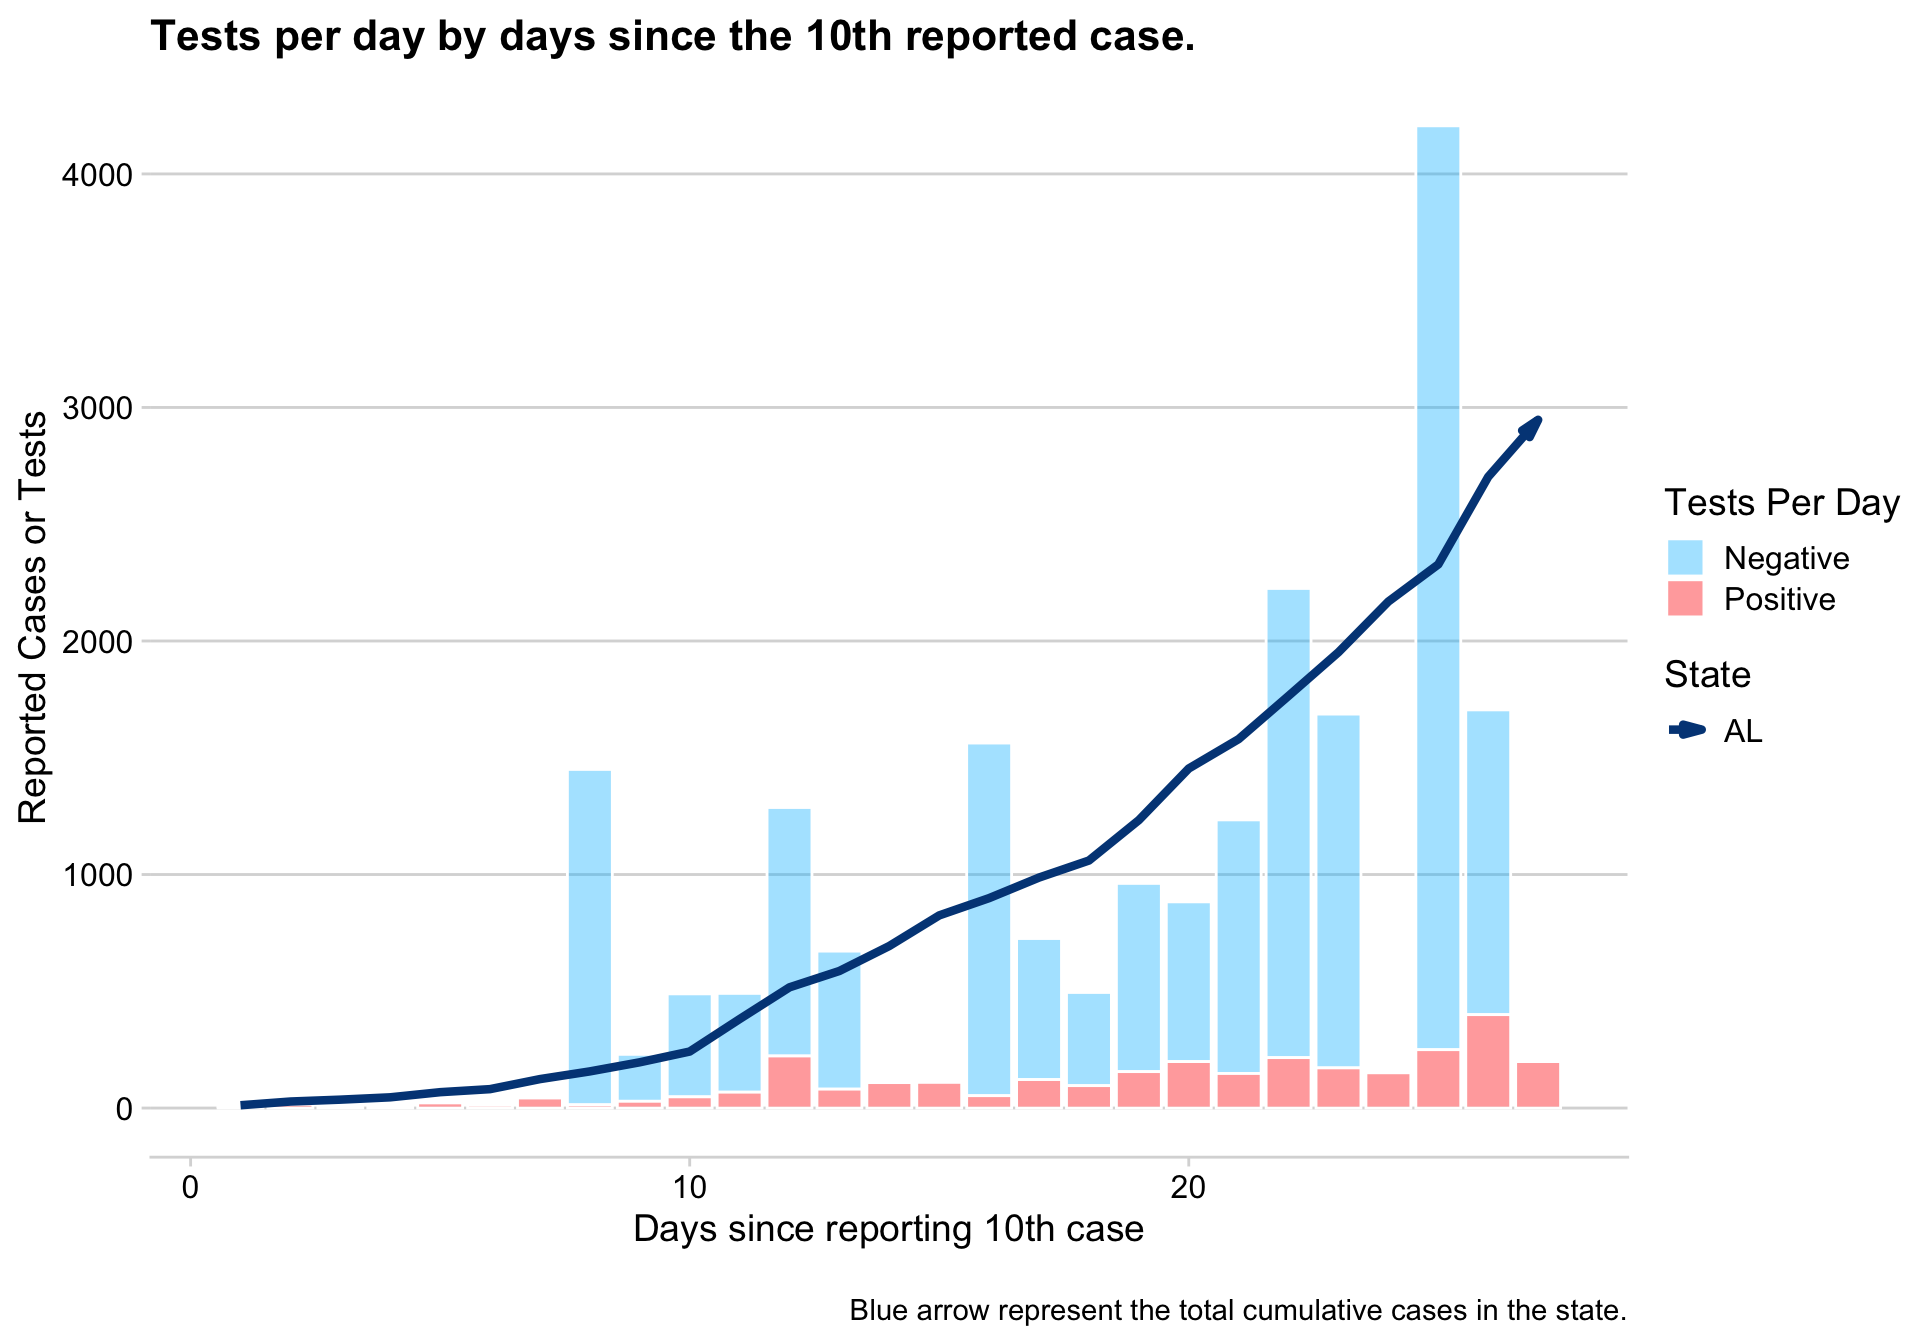 Tests per day by days since the 10th reported case.
4000
3000
2000
1000
0
Reported Cases or Tests
0 10 20
Days since reporting 10th case
Tests Per Day
Negative
Positive
State
AL
Blue arrow represent the total cumulative cases in the state.